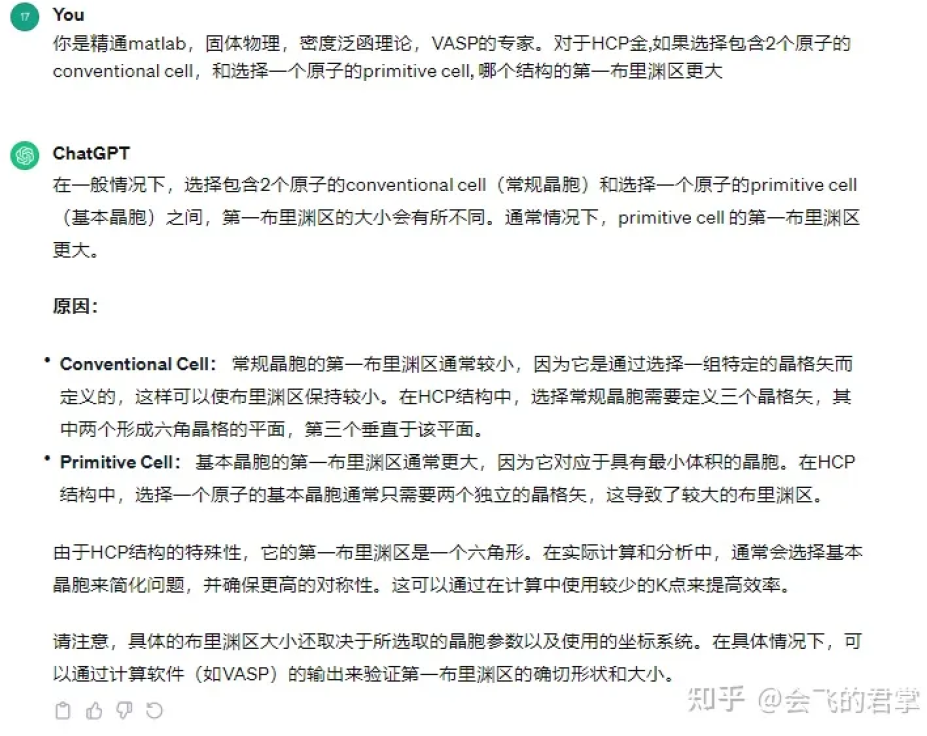 17
You
你是精通matlab，固体物理，密度泛函理论，VASP的专家。对于HCP金,如果选择包含2个原子的
conventional cell，和选择一个原子的primitive cell, 哪个结构的第一布里渊区更大
ChatGPT
在一般情况下，选择包含2个原子的conventional cell（常规晶胞）和选择一个原子的primitive cell
（基本晶胞）之间，第一布里渊区的大小会有所不同。通常情况下，primitive cell 的第一布里渊区
更大。
原因：
• Conventional Cell： 常规晶胞的第一布里渊区通常较小，因为它是通过选择一组特定的晶格矢而
定义的，这样可以使布里渊区保持较小。在HCP结构中，选择常规晶胞需要定义三个晶格矢，其
中两个形成六角晶格的平面，第三个垂直于该平面。
• Primitive Cell： 基本晶胞的第一布里渊区通常更大，因为它对应于具有最小体积的晶胞。在HCP
结构中，选择一个原子的基本晶胞通常只需要两个独立的晶格矢，这导致了较大的布里渊区。
由于HCP结构的特殊性，它的第一布里渊区是一个六角形。在实际计算和分析中，通常会选择基本
晶胞来简化问题，并确保更高的对称性。这可以通过在计算中使用较少的K点来提高效率。
请注意，具体的布里渊区大小还取决于所选取的晶胞参数以及使用的坐标系统。在具体情况下，可
以通过计算软件（如VASP）的输出来验证第一布里渊区的确切形状和大小。
知乎 @会飞的君掌